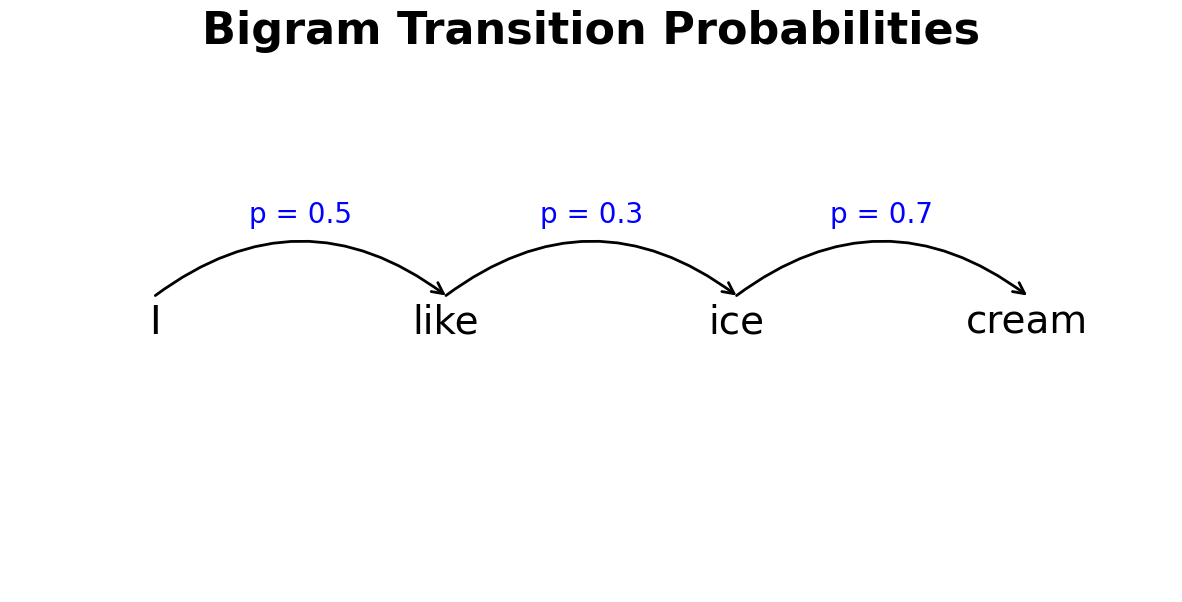 Bigram Transition Probabilities
p = 0.5 p = 0.3 p = 0.7
I like ice cream